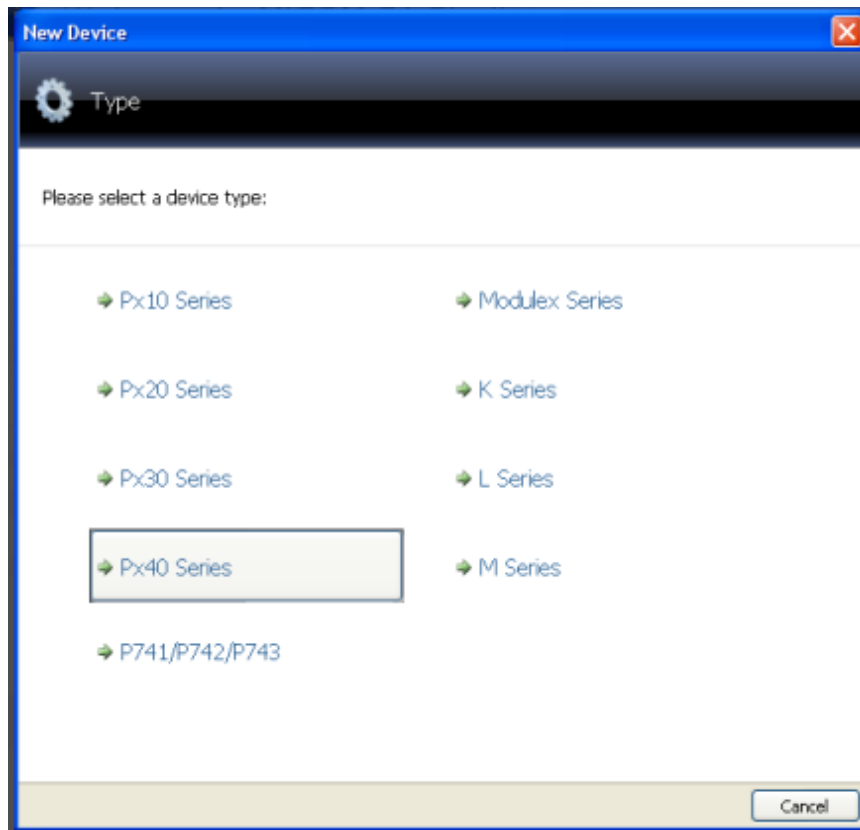 New Device
Type
Please select a device type:
Px10 Series
Modulex Series
Px20 Series
K Series
Px30 Series
L Series
Px40 Series
M Series
P741/P742/P743
Cancel